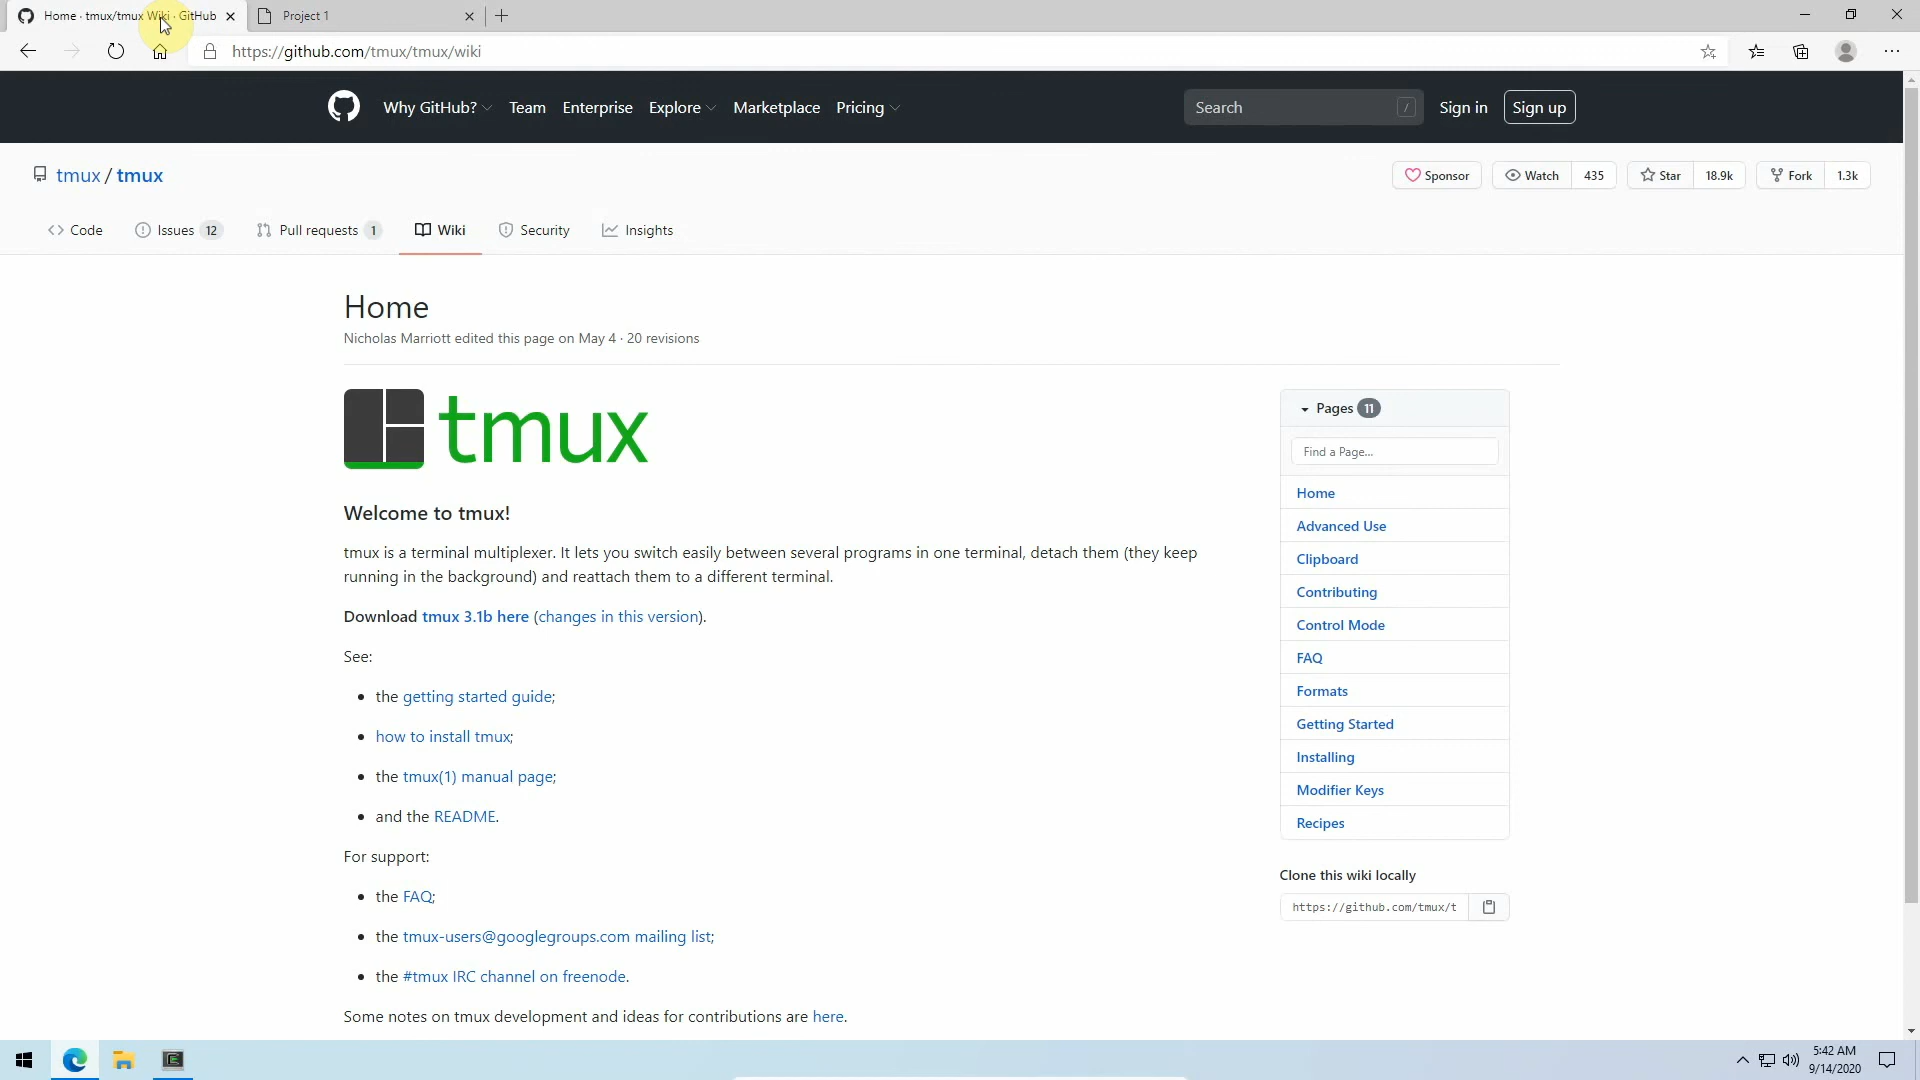 Home · tmux/tmux Wiki · GitHub
Project 1
https://github.com/tmux/tmux/wiki
Why GitHub?
Team
Enterprise
Explore
Marketplace
Pricing
Search
/
Sign in
Sign up
tmux / tmux
Sponsor
Watch 435
Star 18.9k
Fork 1.3k
Code
Issues 12
Pull requests 1
Wiki
Security
Insights
Home
Nicholas Marriott edited this page on May 4 · 20 revisions
tmux
Welcome to tmux!
tmux is a terminal multiplexer. It lets you switch easily between several programs in one terminal, detach them (they keep
running in the background) and reattach them to a different terminal.
Download tmux 3.1b here (changes in this version).
See:
the getting started guide;
how to install tmux;
the tmux(1) manual page;
and the README.
For support:
the FAQ;
the tmux-users@googlegroups.com mailing list;
the #tmux IRC channel on freenode.
Some notes on tmux development and ideas for contributions are here.
Pages 11
Find a Page...
Home
Advanced Use
Clipboard
Contributing
Control Mode
FAQ
Formats
Getting Started
Installing
Modifier Keys
Recipes
Clone this wiki locally
https://github.com/tmux/t
5:42 AM
9/14/2020